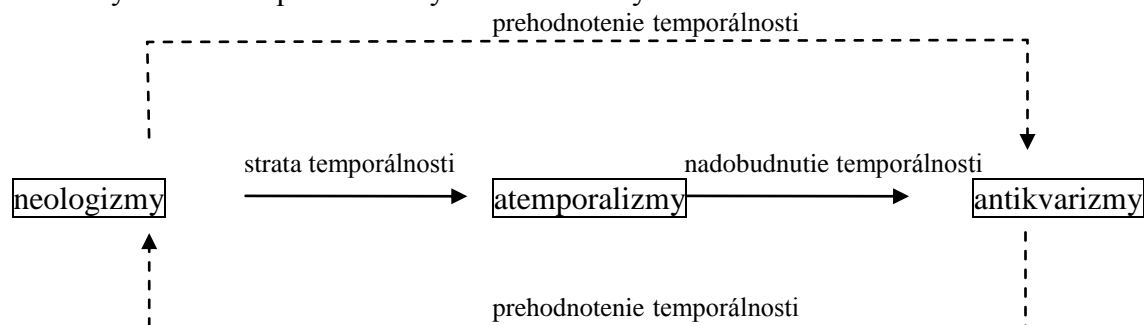 prehodnotenie temporálnosti
strata temporálnosti
nadobudnutie temporálnosti
neologizmy
atemporalizmy
antikvarizmy
prehodnotenie temporálnosti